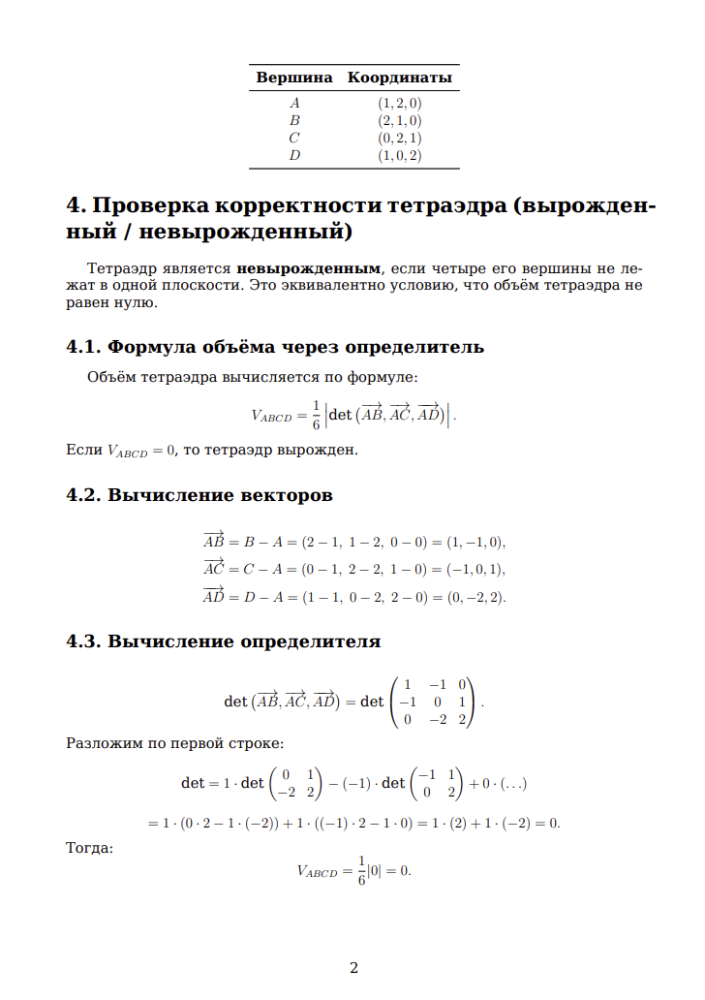 Вершина Координаты
A (1, 2, 0)
B (2, 1, 0)
C (0, 2, 1)
D (1, 0, 2)
4. Проверка корректности тетраэдра (вырожден-
ный / невырожденный)
Тетраэдр является невырожденным, если четыре его вершины не ле-
жат в одной плоскости. Это эквивалентно условию, что объём тетраэдра не
равен нулю.
4.1. Формула объёма через определитель
Объём тетраэдра вычисляется по формуле:
$V_{ABCD} = \frac{1}{6} \left| \det \left( \overrightarrow{AB}, \overrightarrow{AC}, \overrightarrow{AD} \right) \right|.$
Если $V_{ABCD} = 0$, то тетраэдр вырожден.
4.2. Вычисление векторов
$\overrightarrow{AB} = B - A = (2 - 1, 1 - 2, 0 - 0) = (1, -1, 0),$
$\overrightarrow{AC} = C - A = (0 - 1, 2 - 2, 1 - 0) = (-1, 0, 1),$
$\overrightarrow{AD} = D - A = (1 - 1, 0 - 2, 2 - 0) = (0, -2, 2).$
4.3. Вычисление определителя
$\det \left( \overrightarrow{AB}, \overrightarrow{AC}, \overrightarrow{AD} \right) = \det \begin{pmatrix} 1 & -1 & 0 \\ -1 & 0 & 1 \\ 0 & -2 & 2 \end{pmatrix}.$
Разложим по первой строке:
$\det = 1 \cdot \det \begin{pmatrix} 0 & 1 \\ -2 & 2 \end{pmatrix} - (-1) \cdot \det \begin{pmatrix} -1 & 1 \\ 0 & 2 \end{pmatrix} + 0 \cdot (\ldots)$
$= 1 \cdot (0 \cdot 2 - 1 \cdot (-2)) + 1 \cdot ((-1) \cdot 2 - 1 \cdot 0) = 1 \cdot (2) + 1 \cdot (-2) = 0.$
Тогда:
$V_{ABCD} = \frac{1}{6} |0| = 0.$
2